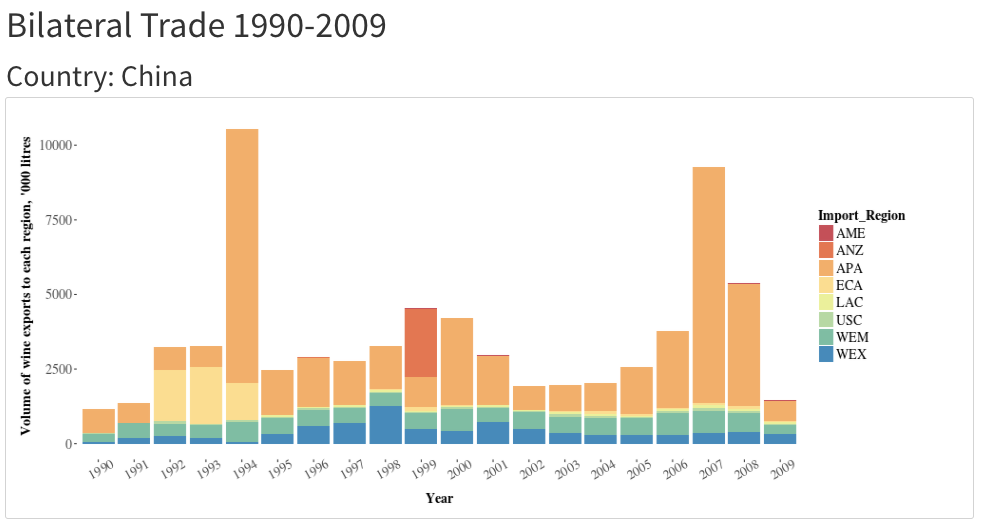 Bilateral Trade 1990-2009
Country: China
Volume of wine exports to each region, '000 litres
10000
7500
5000
2500
0
1990 1991 1992 1993 1994 1995 1996 1997 1998 1999 2000 2001 2002 2003 2004 2005 2006 2007 2008 2009
Year
Import_Region
AME
ANZ
APA
ECA
LAC
USC
WEM
WEX